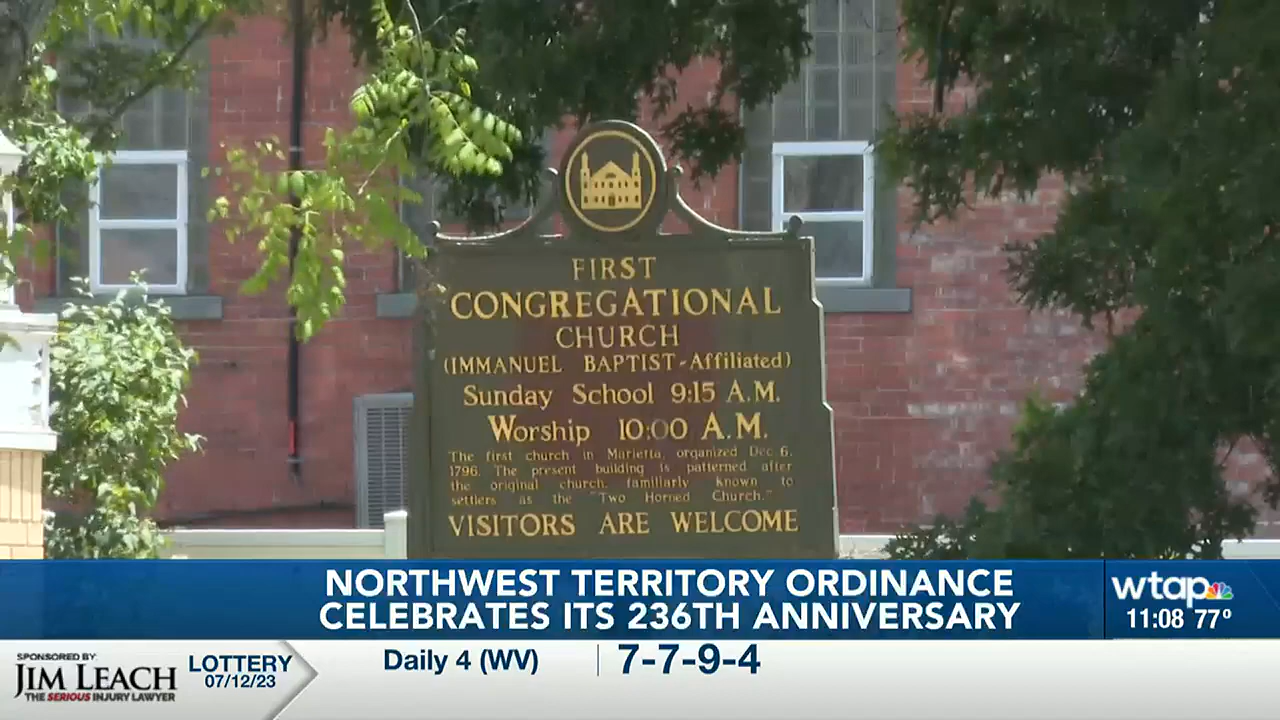 FIRST
CONGREGATIONAL
CHURCH
(IMMANUEL BAPTIST-Affiliated)
Sunday School 9:15 A.M.
Worship 10:00 A.M.
The first church in Marietta, organized Dec 6,
1796. The present building is patterned after
the original church, familiarly known to
settlers as the "Two Horned Church."
VISITORS ARE WELCOME
NORTHWEST TERRITORY ORDINANCE
CELEBRATES ITS 236TH ANNIVERSARY
wtap
11:08 77°
SPONSORED BY:
JIM LEACH
THE SERIOUS INJURY LAWYER
LOTTERY
07/12/23
Daily 4 (WV)
7-7-9-4